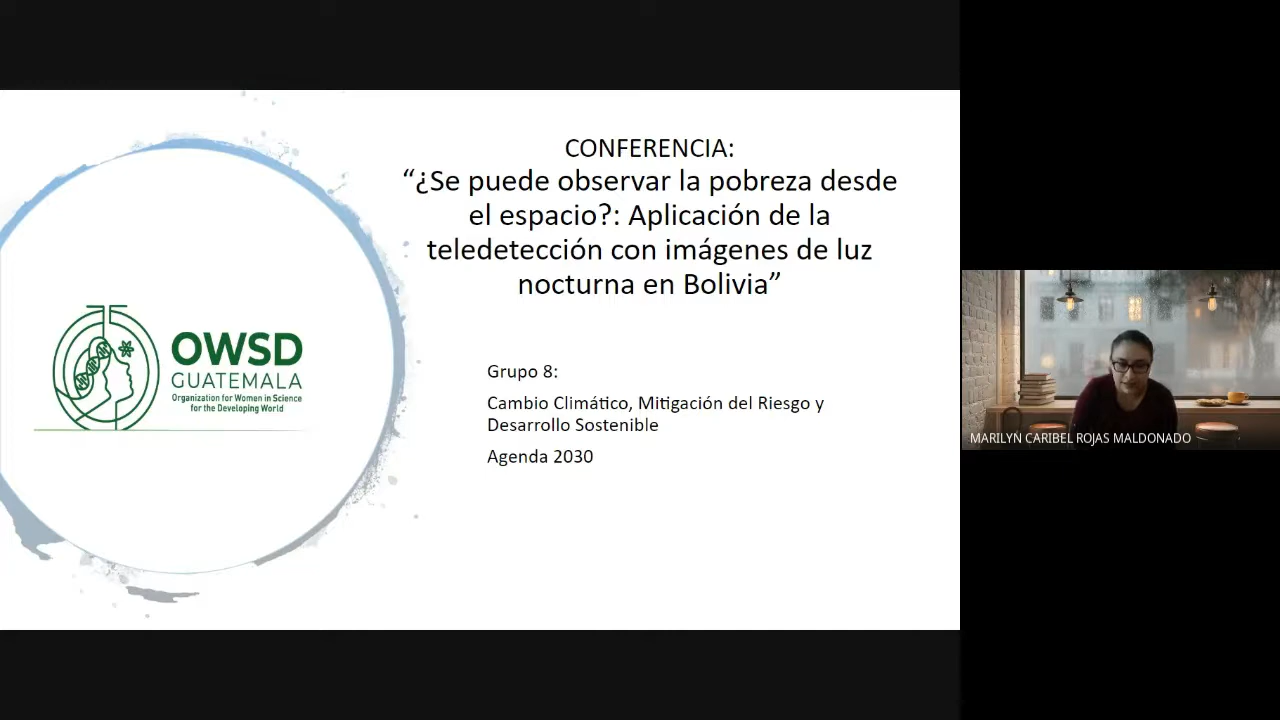 CONFERENCIA:
“¿Se puede observar la pobreza desde
el espacio?: Aplicación de la
teledetección con imágenes de luz
nocturna en Bolivia”
OWSD
GUATEMALA
Organization for Women in Science
for the Developing World
Grupo 8:
Cambio Climático, Mitigación del Riesgo y
Desarrollo Sostenible
Agenda 2030
MARILYN CARIBEL ROJAS MALDONADO